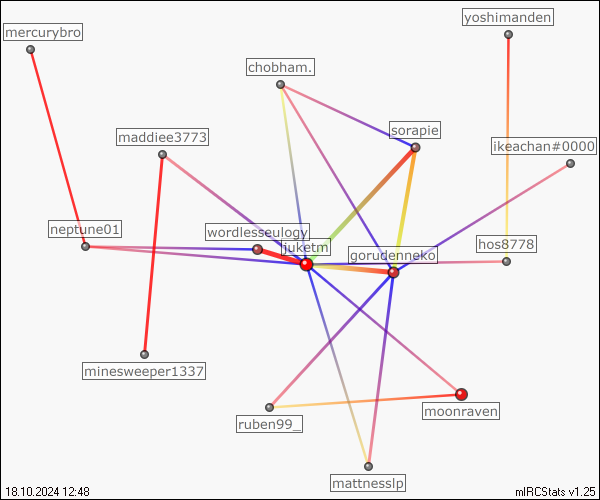 yoshimanden
mercurybro
chobham.
sorapie
maddiee3773
ikeachan#0000
neptune01
wordlesseulogy
juketm
gorudenneko
hos8778
minesweeper1337
moonraven
ruben99_
mattnesslp
18.10.2024 12:48
mIRCStats v1.25